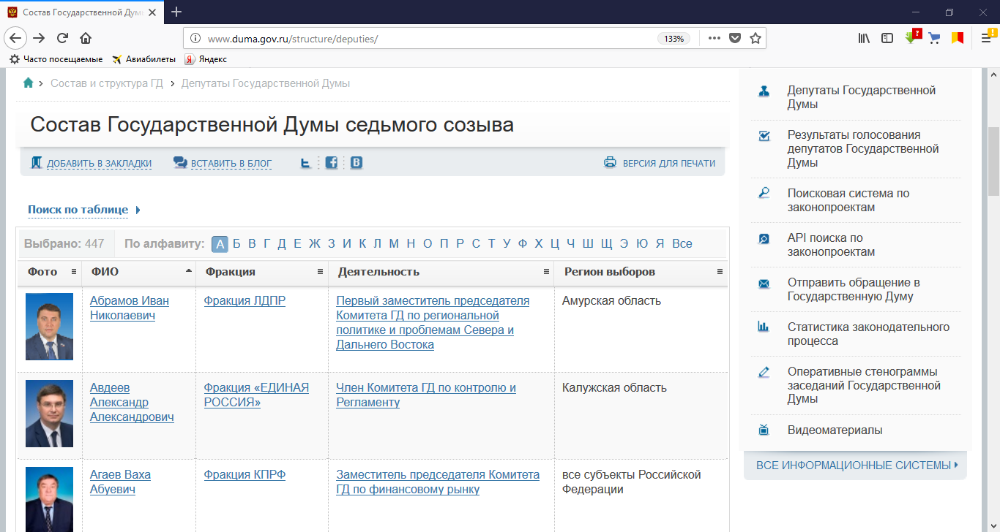 Состав Государственной Дум
www.duma.gov.ru/structure/deputies/
133%
?
!
Часто посещаемые
Авиабилеты
Я Яндекс
Состав и структура ГД
Депутаты Государственной Думы
Состав Государственной Думы седьмого созыва
ДОБАВИТЬ В ЗАКЛАДКИ
ВСТАВИТЬ В БЛОГ
t f В
ВЕРСИЯ ДЛЯ ПЕЧАТИ
Поиск по таблице
Выбрано: 447
По алфавиту: А Б В Г Д Е Ж З И К Л М Н О П Р С Т У Ф Х Ц Ч Ш Щ Э Ю Я Все
Фото
ФИО
Фракция
Деятельность
Регион выборов
Абрамов Иван
Николаевич
Фракция ЛДПР
Первый заместитель председателя
Комитета ГД по региональной
политике и проблемам Севера и
Дальнего Востока
Амурская область
Авдеев
Александр
Александрович
Фракция «ЕДИНАЯ
РОССИЯ»
Член Комитета ГД по контролю и
Регламенту
Калужская область
Агаев Ваха
Абуевич
Фракция КПРФ
Заместитель председателя Комитета
ГД по финансовому рынку
все субъекты Российской
Федерации
Депутаты Государственной
Думы
Результаты голосования
депутатов Государственной
Думы
Поисковая система по
законопроектам
API поиска по
законопроектам
Отправить обращение в
Государственную Думу
Статистика законодательного
процесса
Оперативные стенограммы
заседаний Государственной
Думы
Видеоматериалы
ВСЕ ИНФОРМАЦИОННЫЕ СИСТЕМЫ